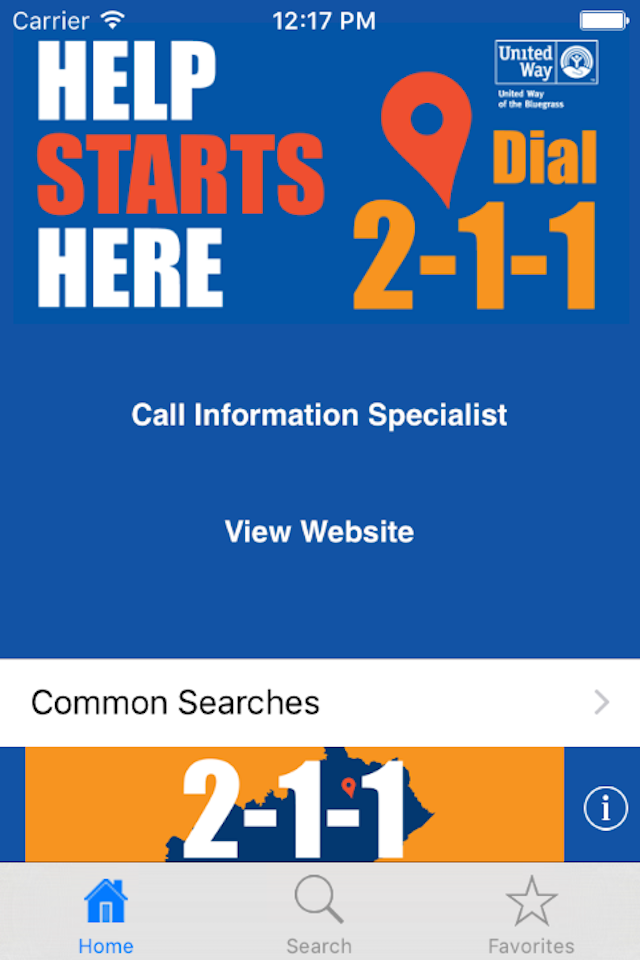 Carrier 12:17 PM
HELP
STARTS
HERE
United
Way
United Way
of the Bluegrass
Dial
2-1-1
Call Information Specialist
View Website
Common Searches
2-1-1
i
Home Search Favorites